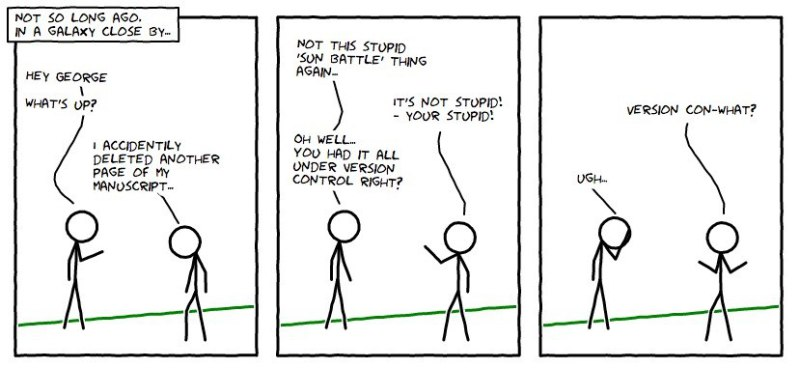 NOT SO LONG AGO.
IN A GALAXY CLOSE BY...
HEY GEORGE
WHAT'S UP?
I ACCIDENTILY
DELETED ANOTHER
PAGE OF MY
MANUSCRIPT...
NOT THIS STUPID
'SUN BATTLE' THING
AGAIN...
IT'S NOT STUPID!
- YOUR STUPID!
OH WELL...
YOU HAD IT ALL
UNDER VERSION
CONTROL RIGHT?
UGH...
VERSION CON-WHAT?